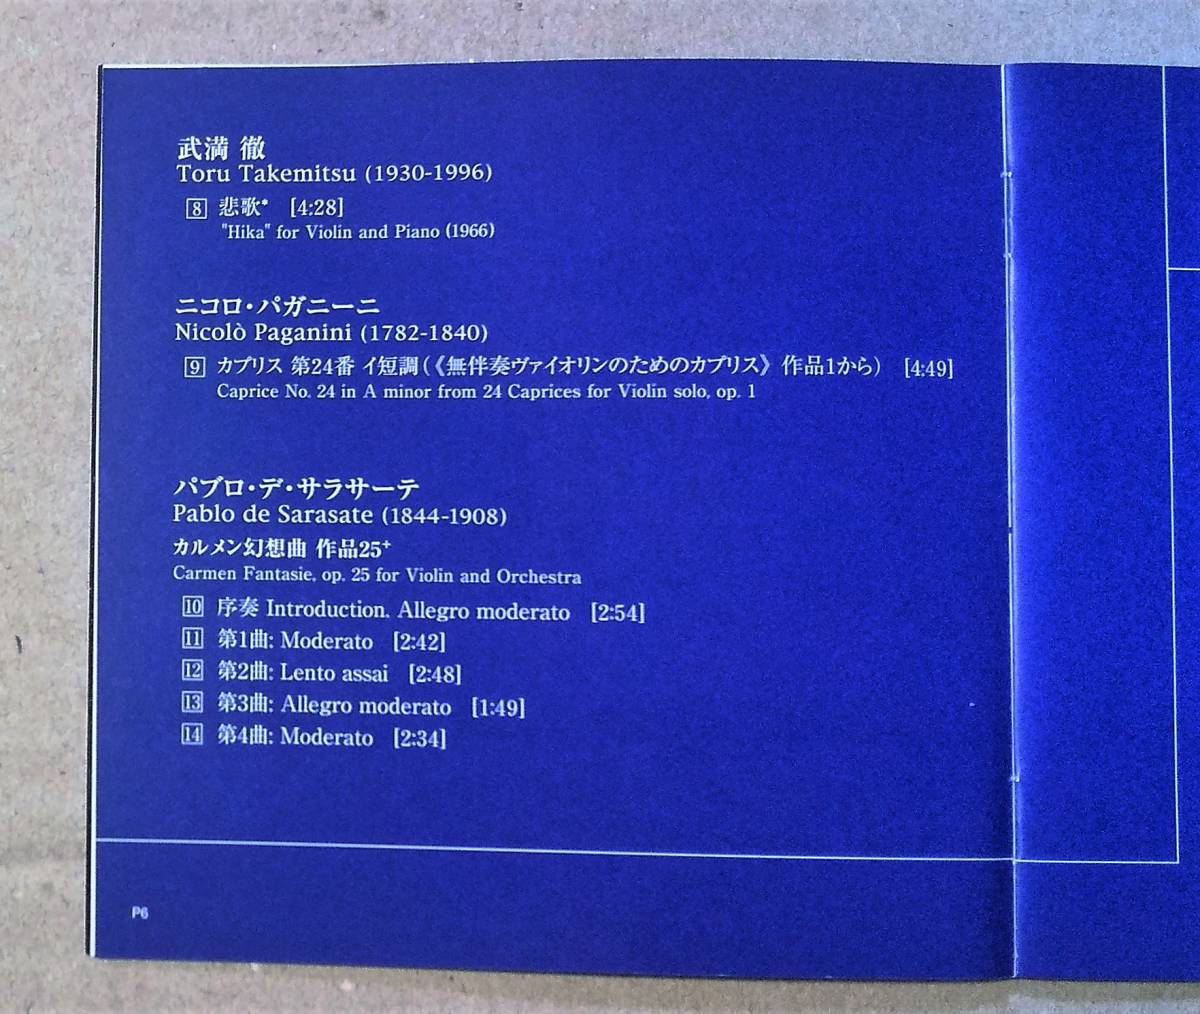 武満 徹
Toru Takemitsu (1930-1996)
8 悲歌* [4:28]
"Hika" for Violin and Piano (1966)
ニコロ・パガニーニ
Nicolò Paganini (1782-1840)
9 カプリス 第24番 イ短調(《無伴奏ヴァイオリンのためのカプリス》 作品1から) [4:49]
Caprice No. 24 in A minor from 24 Caprices for Violin solo, op. 1
パブロ・デ・サラサーテ
Pablo de Sarasate (1844-1908)
カルメン幻想曲 作品25+
Carmen Fantasie, op. 25 for Violin and Orchestra
10 序奏 Introduction. Allegro moderato [2:54]
11 第1曲: Moderato [2:42]
12 第2曲: Lento assai [2:48]
13 第3曲: Allegro moderato [1:49]
14 第4曲: Moderato [2:34]
P6